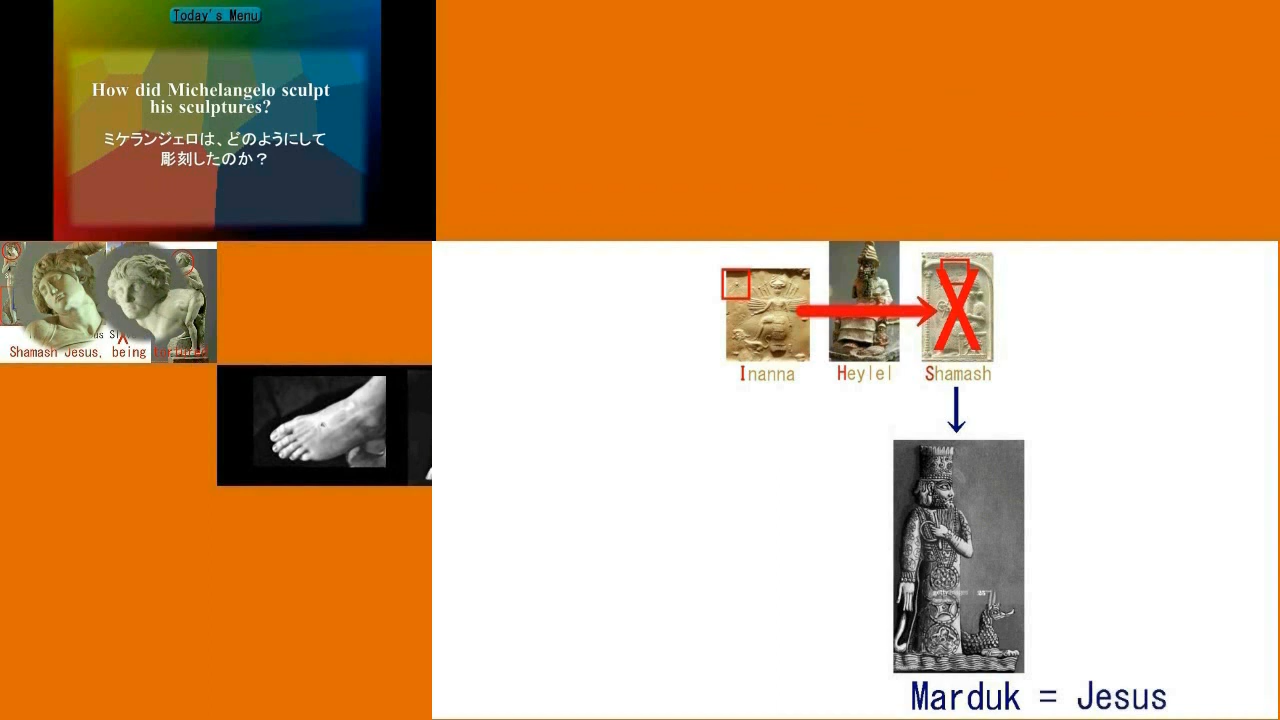 Today's Menu
How did Michelangelo sculpt
his sculptures?
ミケランジェロは、どのようにして
彫刻したのか？
Shamash Jesus, being
Inanna
Heylel
Shamash
X
Marduk = Jesus